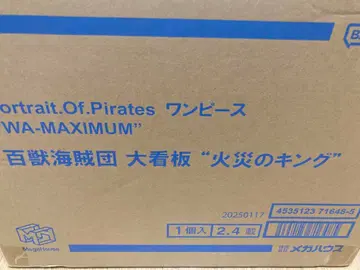 ortrait.Of.Pirates ワンピース
"WA-MAXIMUM"
百獣海賊団 大看板 “火災のキング”
20250117
4535123 71648-5
1個入
2.4
MegaHouse
メガハウス